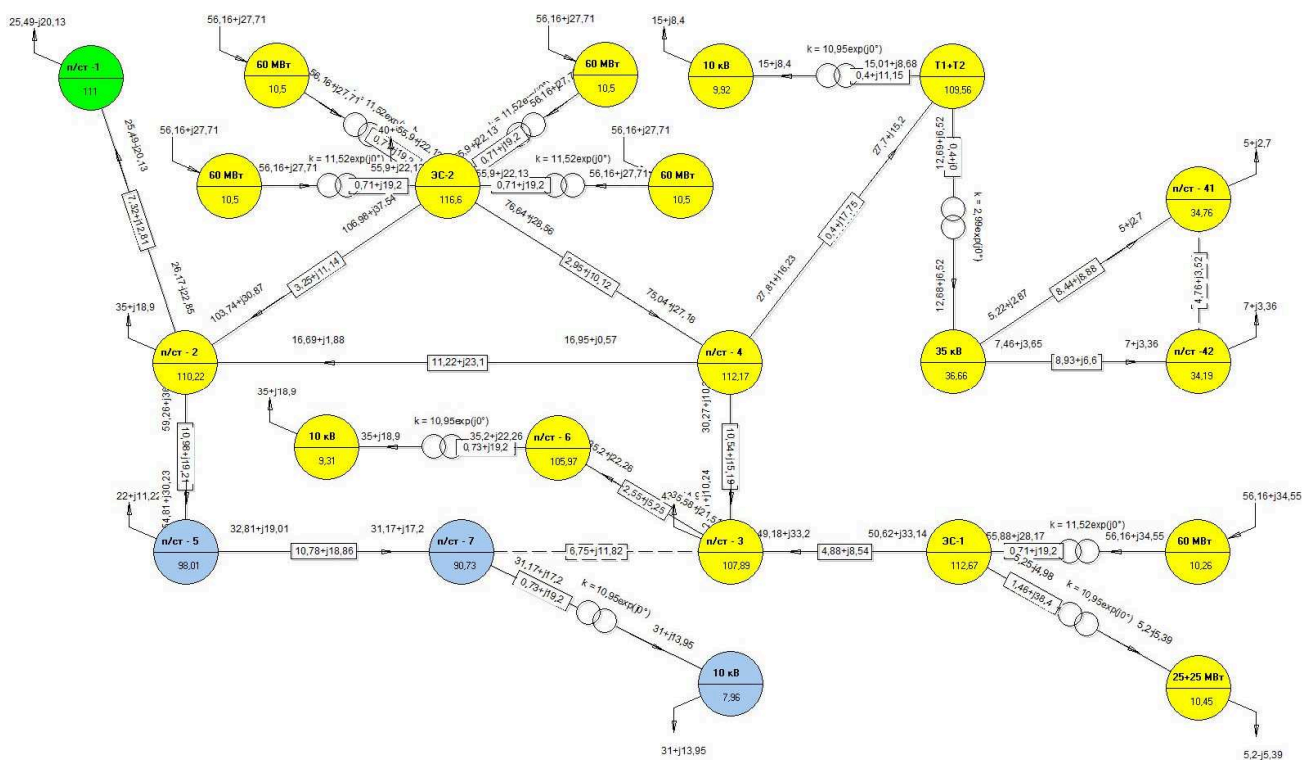 25,49-j20,13
п/ст -1
111
25,49-j20,13
7,32+j12,81
26,17-j22,85
56,16+j27,71
60 МВт
10,5
56,16+j27,71
56,16+j27,71
60 МВт
10,5
56,16+j27,71
60 МВт
10,5
56,16+j27,71
k = 11,52exp(j0°)
0,71+j19,2
ЭС-2
116,6
55,9+j22,13
0,71+j19,2
0,71+j19,2
k = 11,52exp(j0°)
56,16+j27,71
60 МВт
10,5
56,16+j27,71
15+j8,4
10 кВ
9,92
15+j8,4
k = 10,95exp(j0°)
15,01+j8,68
0,4+j11,15
Т1+Т2
109,56
12,69+j6,52
0,4+j0
k = 2,99exp(j0°)
12,68+j6,52
27,7+j15,2
0,4+j17,75
27,81+j16,23
5+j2,7
п/ст - 41
34,76
5+j2,7
8,44+j8,88
5,22+j2,87
4,76+j3,52
7+j3,36
п/ст -42
34,19
35 кВ
36,66
7,46+j3,65
8,93+j6,6
7+j3,36
106,98+j37,54
3,25+j11,14
103,74+j30,87
76,64+j28,56
2,95+j10,12
75,04+j27,18
35+j18,9
п/ст - 2
110,22
16,69+j1,88
11,22+j23,1
16,95+j0,57
п/ст - 4
112,17
10,98+j19,21
10,54+j15,19
35+j18,9
10 кВ
9,31
35+j18,9
k = 10,95exp(j0°)
35,2+j22,26
0,73+j19,2
п/ст - 6
105,97
35,2+j22,26
2,55+j5,25
22+j11,22
п/ст - 5
98,01
32,81+j19,01
10,78+j18,86
31,17+j17,2
п/ст - 7
90,73
6,75+j11,82
п/ст - 3
107,89
49,18+j33,2
4,88+j8,54
50,62+j33,14
ЭС-1
112,67
55,88+j28,17
0,71+j19,2
k = 11,52exp(j0°)
56,16+j34,55
60 МВт
10,26
56,16+j34,55
31,17+j17,2
0,73+j19,2
k = 10,95exp(j0°)
31+j13,95
10 кВ
7,96
31+j13,95
5,25-j4,98
1,46+j38,4
k = 10,95exp(j0°)
5,2-j5,39
25+25 МВт
10,45
5,2-j5,39